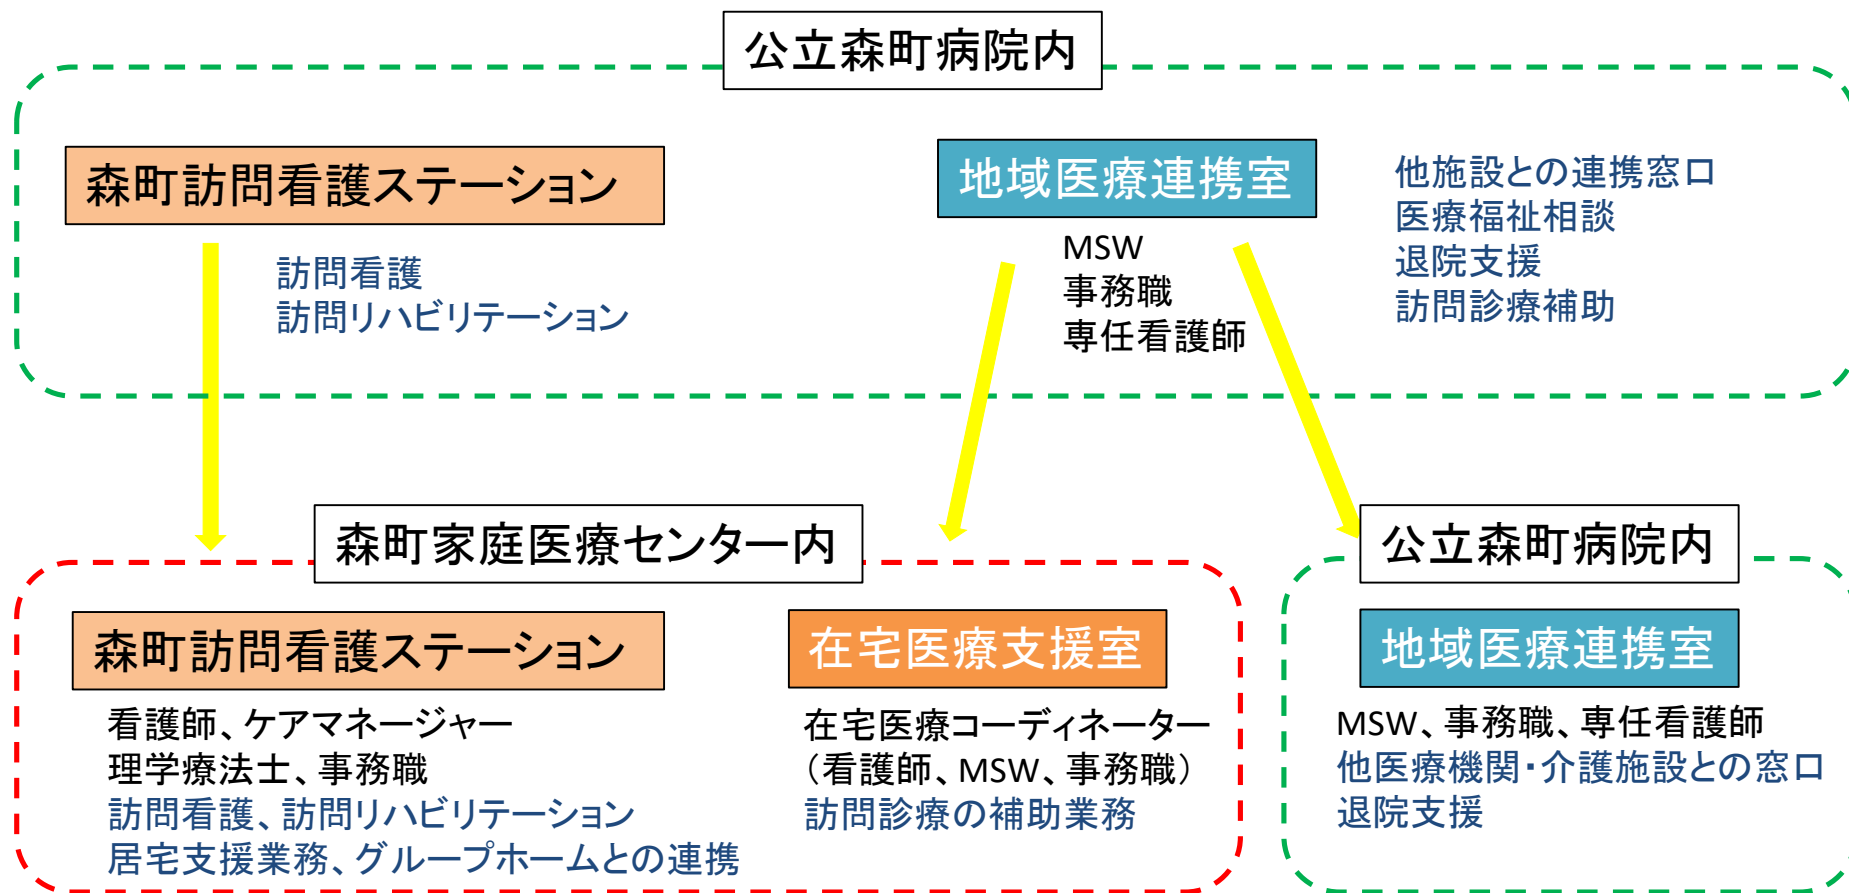 公立森町病院内
森町訪問看護ステーション
訪問看護
訪問リハビリテーション
地域医療連携室
MSW
事務職
専任看護師
他施設との連携窓口
医療福祉相談
退院支援
訪問診療補助
森町家庭医療センター内
森町訪問看護ステーション
看護師、ケアマネージャー
理学療法士、事務職
訪問看護、訪問リハビリテーション
居宅支援業務、グループホームとの連携
在宅医療支援室
在宅医療コーディネーター
（看護師、MSW、事務職）
訪問診療の補助業務
公立森町病院内
地域医療連携室
MSW、事務職、専任看護師
他医療機関・介護施設との窓口
退院支援